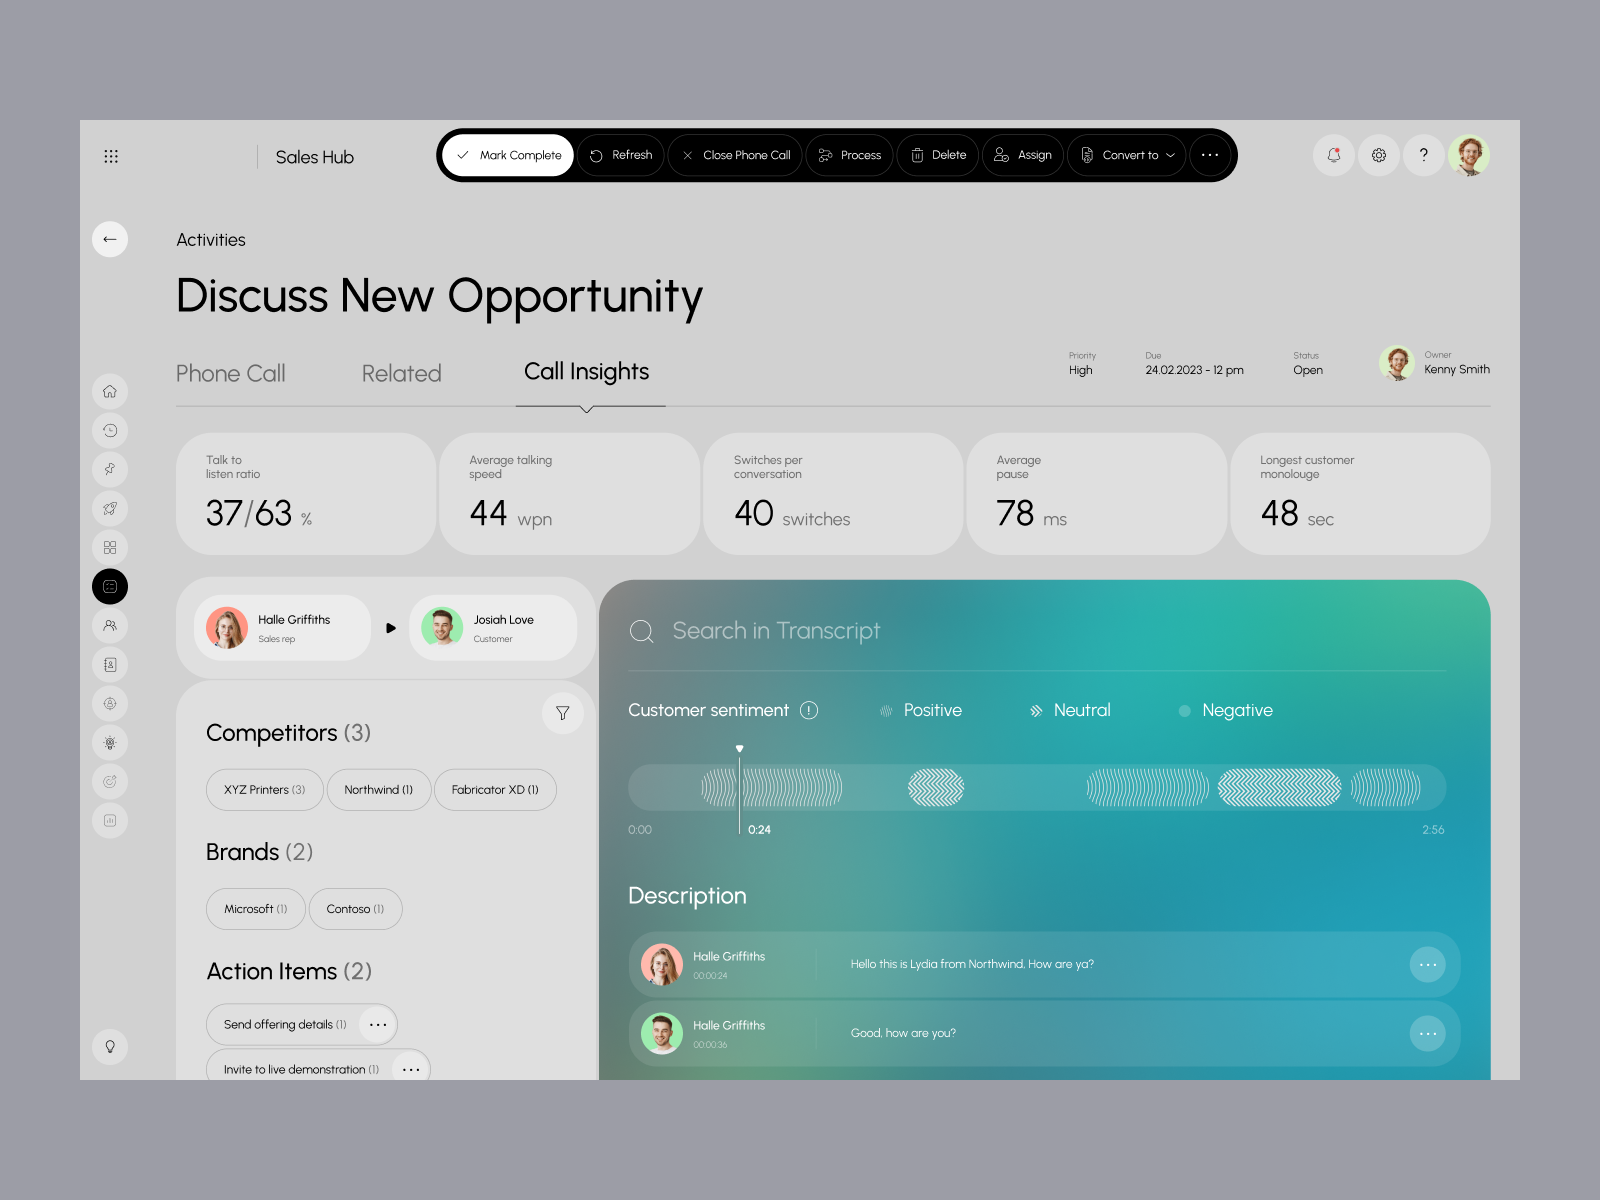 Sales Hub
Mark Complete
Refresh
Close Phone Call
Process
Delete
Assign
Convert to
?
Activities
Discuss New Opportunity
Phone Call
Related
Call Insights
Priority
High
Due
24.02.2023 - 12 pm
Status
Open
Owner
Kenny Smith
Talk to
listen ratio
37/63 %
Average talking
speed
44 wpn
Switches per
conversation
40 switches
Average
pause
78 ms
Longest customer
monolouge
48 sec
Halle Griffiths
Sales rep
Josiah Love
Customer
Competitors (3)
XYZ Printers (3)
Northwind (1)
Fabricator XD (1)
Brands (2)
Microsoft (1)
Contoso (1)
Action Items (2)
Send offering details (1)
Invite to live demonstration (1)
Search in Transcript
Customer sentiment
Positive
Neutral
Negative
0:00
0:24
2:56
Description
Halle Griffiths
00:00:24
Hello this is Lydia from Northwind, How are ya?
Halle Griffiths
00:00:36
Good, how are you?